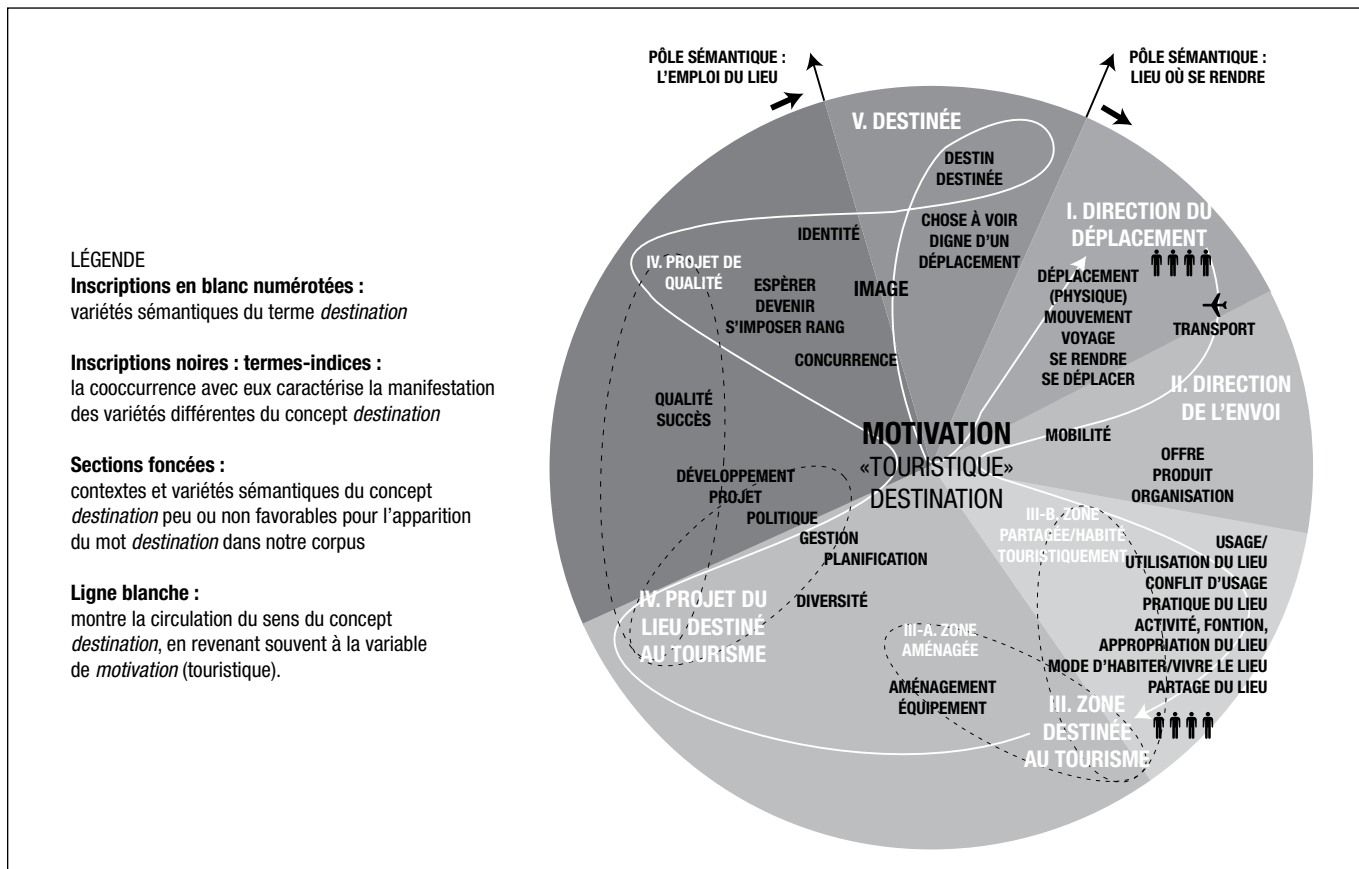 PÔLE SÉMANTIQUE :
L'EMPLOI DU LIEU
PÔLE SÉMANTIQUE :
LIEU OÙ SE RENDRE
LÉGENDE
Inscriptions en blanc numérotées :
variétés sémantiques du terme destination
Inscriptions noires : termes-indices :
la cooccurrence avec eux caractérise la manifestation
des variétés différentes du concept destination
Sections foncées :
contextes et variétés sémantiques du concept
destination peu ou non favorables pour l'apparition
du mot destination dans notre corpus
Ligne blanche :
montre la circulation du sens du concept
destination, en revenant souvent à la variable
de motivation (touristique).
V. DESTINÉE
DESTIN
DESTINÉE
CHOSE À VOIR
DIGNE D'UN
DÉPLACEMENT
I. DIRECTION DU
DÉPLACEMENT
DÉPLACEMENT
(PHYSIQUE)
MOUVEMENT
VOYAGE
SE RENDRE
SE DÉPLACER
TRANSPORT
II. DIRECTION
DE L'ENVOI
MOBILITÉ
OFFRE
PRODUIT
ORGANISATION
IDENTITÉ
IV. PROJET DE
QUALITÉ
ESPÈRER
DEVENIR
S'IMPOSER RANG
IMAGE
CONCURRENCE
QUALITÉ
SUCCÈS
MOTIVATION
«TOURISTIQUE»
DESTINATION
DÉVELOPPEMENT
PROJET
POLITIQUE
GESTION
PLANIFICATION
DIVERSITÉ
IV. PROJET DU
LIEU DESTINÉ
AU TOURISME
III-B. ZONE
PARTAGÉE/HABITÉ
TOURISTIQUEMENT
USAGE/
UTILISATION DU LIEU
CONFLIT D'USAGE
PRATIQUE DU LIEU
ACTIVITÉ, FONTION,
APPROPRIATION DU LIEU
MODE D'HABITER/VIVRE LE LIEU
PARTAGE DU LIEU
III-A. ZONE
AMÉNAGÉE
AMÉNAGEMENT
ÉQUIPEMENT
III. ZONE
DESTINÉE
AU TOURISME